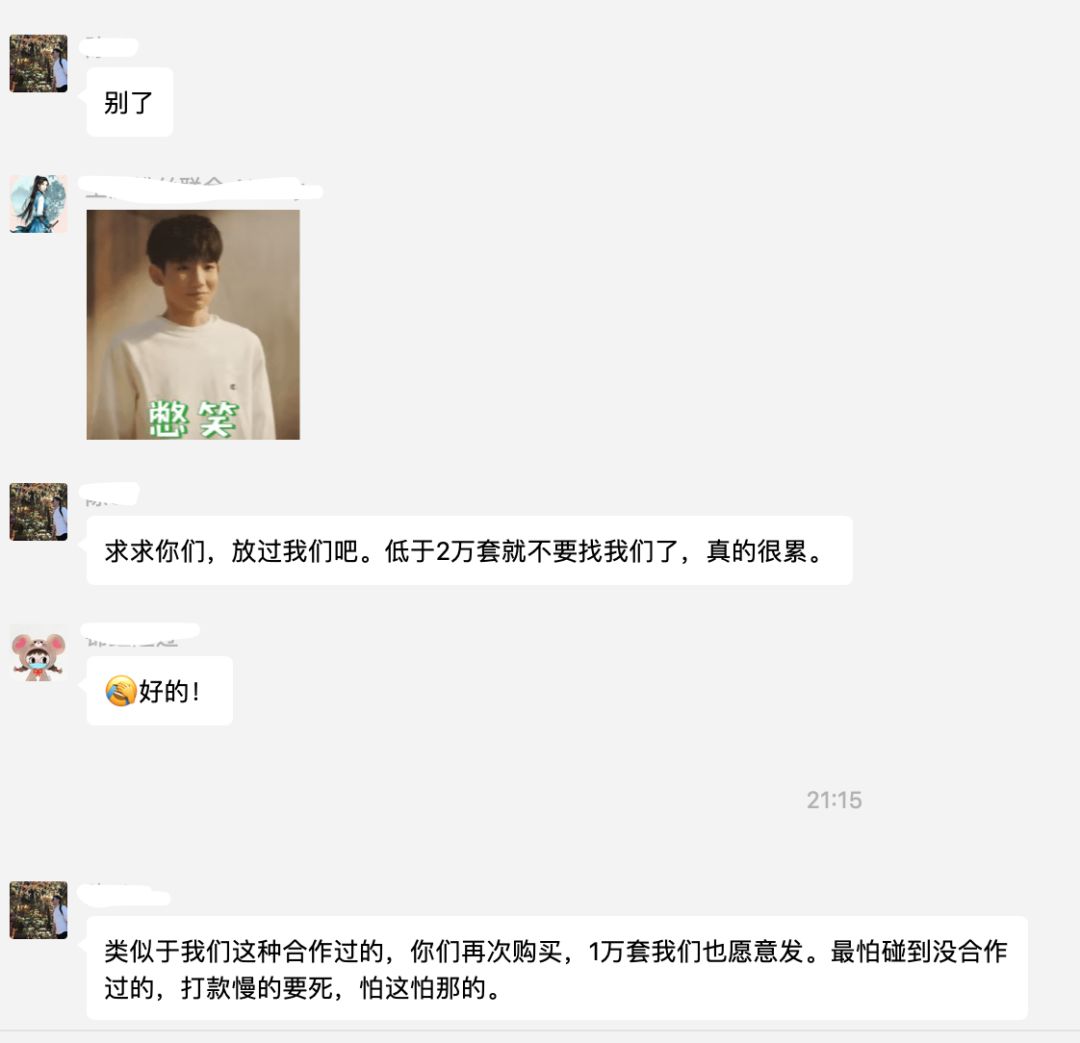 别了
憋笑
求求你们，放过我们吧。低于2万套就不要找我们了，真的很累。
🤦好的！
21:15
类似于我们这种合作过的，你们再次购买，1万套我们也愿意发。最怕碰到没合作
过的，打款慢的要死，怕这怕那的。